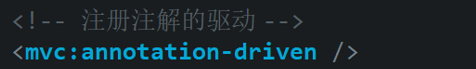 <!-- 注册注解的驱动 -->
<mvc:annotation-driven />